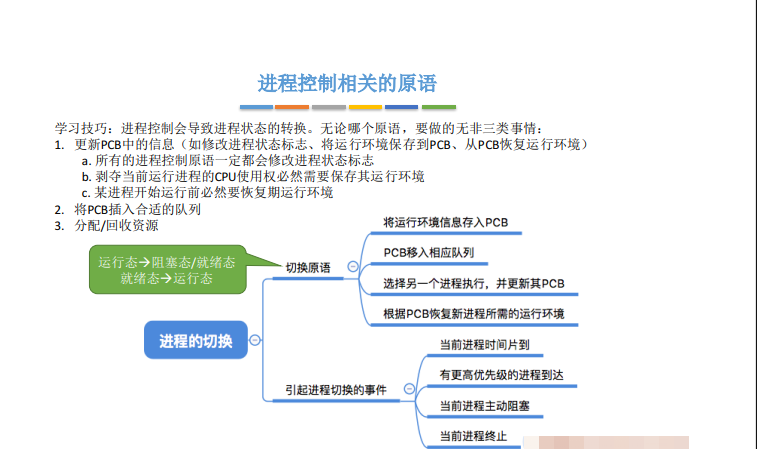 进程控制相关的原语
学习技巧：进程控制会导致进程状态的转换。无论哪个原语，要做的无非三类事情：
1. 更新PCB中的信息（如修改进程状态标志、将运行环境保存到PCB、从PCB恢复运行环境）
a. 所有的进程控制原语一定都会修改进程状态标志
b. 剥夺当前运行进程的CPU使用权必然需要保存其运行环境
c. 某进程开始运行前必然要恢复期运行环境
2. 将PCB插入合适的队列
3. 分配/回收资源
运行态→阻塞态/就绪态
就绪态→运行态
进程的切换
切换原语
将运行环境信息存入PCB
PCB移入相应队列
选择另一个进程执行，并更新其PCB
根据PCB恢复新进程所需的运行环境
引起进程切换的事件
当前进程时间片到
有更高优先级的进程到达
当前进程主动阻塞
当前进程终止